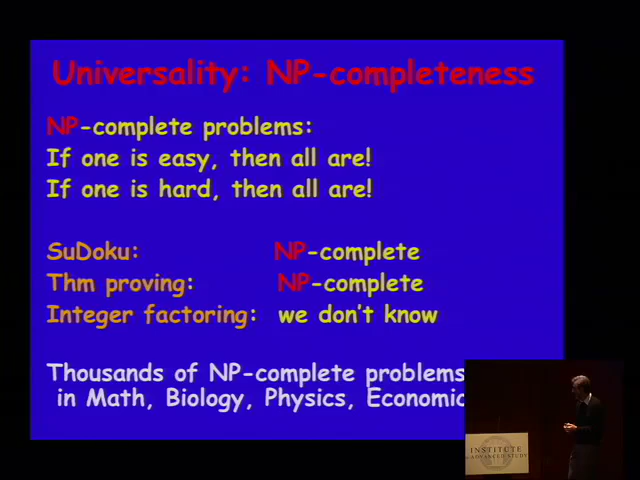 Universality: NP-completeness
NP-complete problems:
If one is easy, then all are!
If one is hard, then all are!
SuDoku: NP-complete
Thm proving: NP-complete
Integer factoring: we don't know
Thousands of NP-complete problems
in Math, Biology, Physics, Economic
INSTITUTE
ADVANCED STUDY